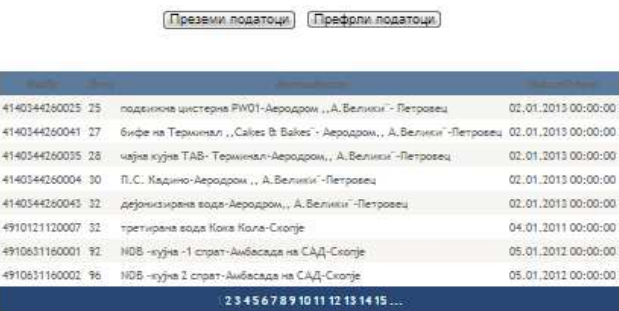 Преземи податоци Префрли податоци
4140344260025 25 подвижна цистерна PW01-Аеродром ,,А.Велики¨- Петровец 02.01.2013 00:00:00
4140344260041 27 бифе на Терминал ,,Cakes & Bakes¨- Аеродром,, А.Велики¨-Петровец 02.01.2013 00:00:00
4140344260035 28 чајна кујна ТАВ- Терминал-Аеродром,, А.Велики¨-Петровец 02.01.2013 00:00:00
4140344260004 30 П.С. Кадино-Аеродром ,, А.Велики¨-Петровец 02.01.2013 00:00:00
4140344260043 32 дејонизирана вода-Аеродром,, А.Велики¨-Петровец 02.01.2013 00:00:00
4910121120007 32 третирана вода Кока Кола-Скопје 04.01.2011 00:00:00
4910631160001 92 NOB -кујна -1 спрат-Амбасада на САД-Скопје 05.01.2012 00:00:00
4910631160002 96 NOB -кујна 2 спрат-Амбасада на САД-Скопје 05.01.2012 00:00:00
1 2 3 4 5 6 7 8 9 10 11 12 13 14 15 ...